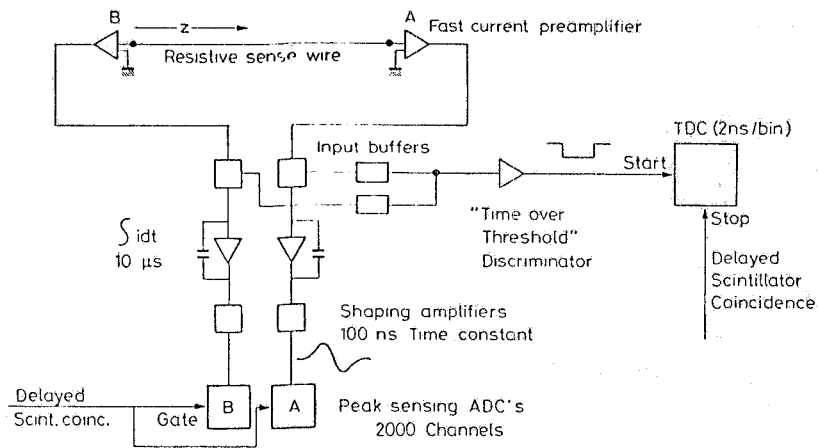 B
z
A
Fast current preamplifier
Resistive sense wire
TDC (2ns/bin)
Input buffers
Start
Stop
"Time over
Threshold"
Discriminator
∫idt
10 µs
Delayed
Scintillator
Coincidence
Shaping amplifiers
100 ns Time constant
Delayed
Scint. coinc.
Gate
B
A
Peak sensing ADC's
2000 Channels